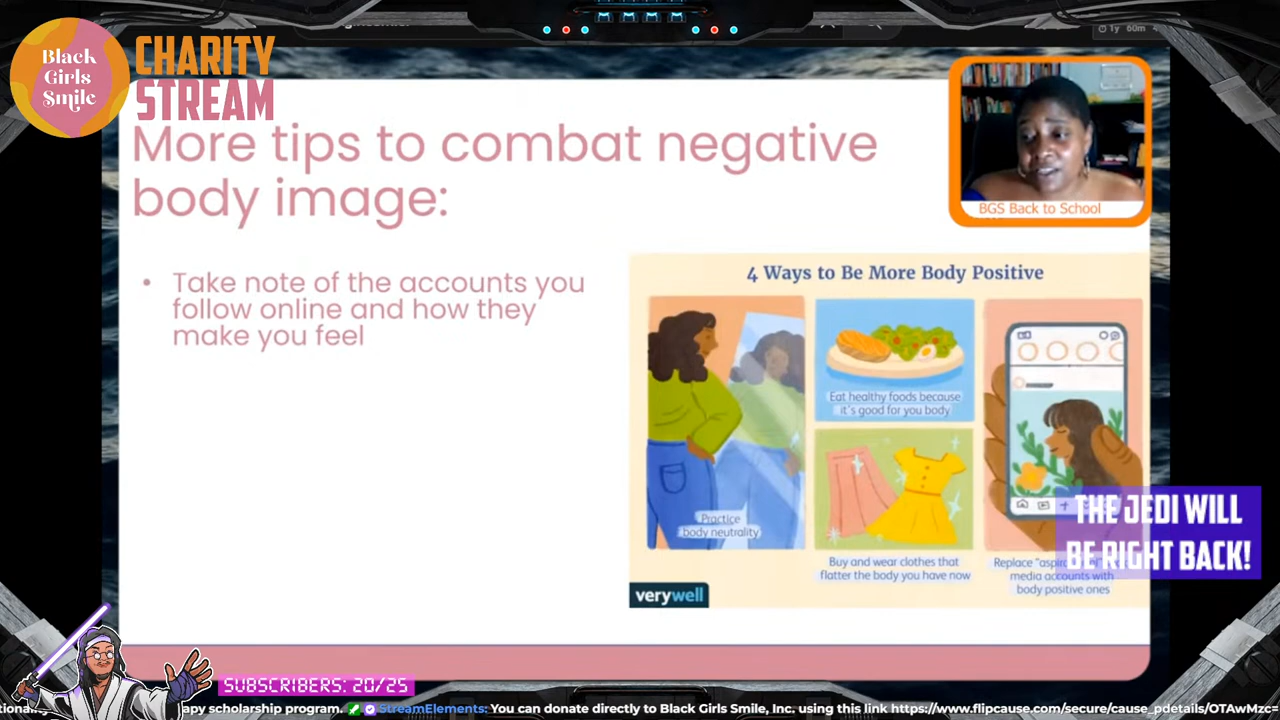 Black
Girls
Smile
CHARITY
STREAM
1y 60m
More tips to combat negative
body image:
BGS Back to School
• Take note of the accounts you
follow online and how they
make you feel
4 Ways to Be More Body Positive
Practice
body neutrality
Eat healthy foods because
it's good for you body
Buy and wear clothes that
flatter the body you have now
Replace
media accounts with
body positive ones
verywell
THE JEDI WILL
BE RIGHT BACK!
SUBSCRIBERS: 20/25
apy scholarship program. StreamElements: You can donate directly to Black Girls Smile, Inc. using this link https://www.flipcause.com/secure/cause_pdetails/OTAwMzc=